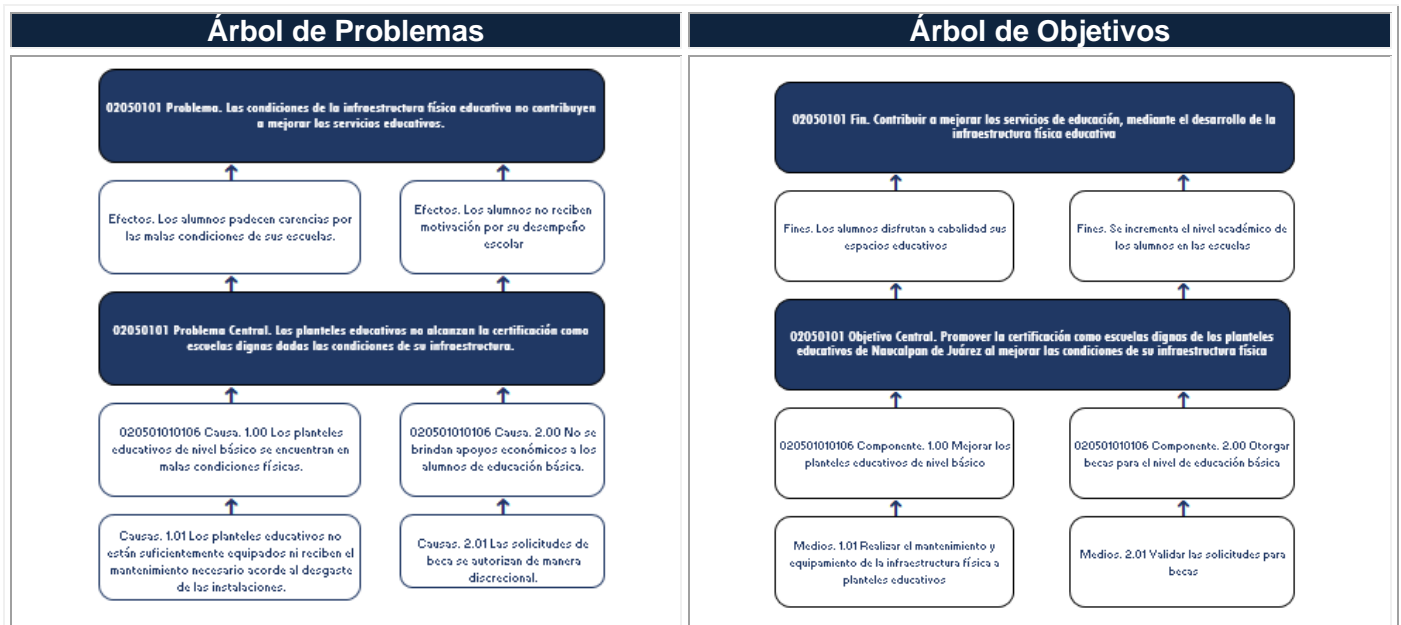 Árbol de Problemas
02050101 Problema. Las condiciones de la infraestructura física educativa no contribuyen
a mejorar los servicios educativos.
Efectos. Los alumnos padecen carencias por
las malas condiciones de sus escuelas.
Efectos. Los alumnos no reciben
motivación por su desempeño
escolar
02050101 Problema Central. Los planteles educativos no alcanzan la certificación como
escuelas dignas dadas las condiciones de su infraestructura.
020501010106 Causa. 1.00 Los planteles
educativos de nivel básico se encuentran en
malas condiciones físicas.
020501010106 Causa. 2.00 No se
brindan apoyos económicos a los
alumnos de educación básica.
Causas. 1.01 Los planteles educativos no
están suficientemente equipados ni reciben el
mantenimiento necesario acorde al desgaste
de las instalaciones.
Causas. 2.01 Las solicitudes de
beca se autorizan de manera
discrecional.
Árbol de Objetivos
02050101 Fin. Contribuir a mejorar los servicios de educación, mediante el desarrollo de la
infraestructura física educativa
Fines. Los alumnos disfrutan a cabalidad sus
espacios educativos
Fines. Se incrementa el nivel académico de
los alumnos en las escuelas
02050101 Objetivo Central. Promover la certificación como escuelas dignas de los planteles
educativos de Naucalpan de Juárez al mejorar las condiciones de su infraestructura física
020501010106 Componente. 1.00 Mejorar los
planteles educativos de nivel básico
020501010106 Componente. 2.00 Otorgar
becas para el nivel de educación básica
Medios. 1.01 Realizar el mantenimiento y
equipamiento de la infraestructura física a
planteles educativos
Medios. 2.01 Validar las solicitudes para
becas